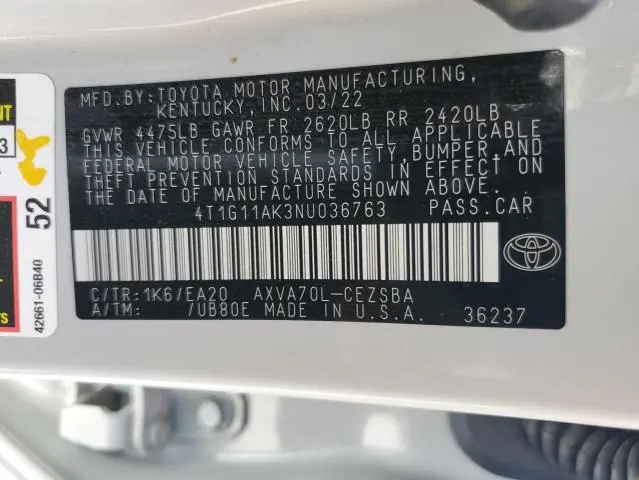 MFD.BY:TOYOTA MOTOR MANUFACTURING,
KENTUCKY,INC.03/22
GVWR 4475LB GAWR FR 2620LB RR 2420LB
THIS VEHICLE CONFORMS TO ALL APPLICABLE
FEDERAL MOTOR VEHICLE SAFETY,BUMPER,AND
THEFT PREVENTION STANDARDS IN EFFECT ON
THE DATE OF MANUFACTURE SHOWN ABOVE.
4T1G11AK3NU036763 PASS.CAR
C/TR:1K6/EA20 AXVA70L-CEZSBA
A/TM: /UB80E MADE IN U.S.A. 36237
52
42661-06B40
3